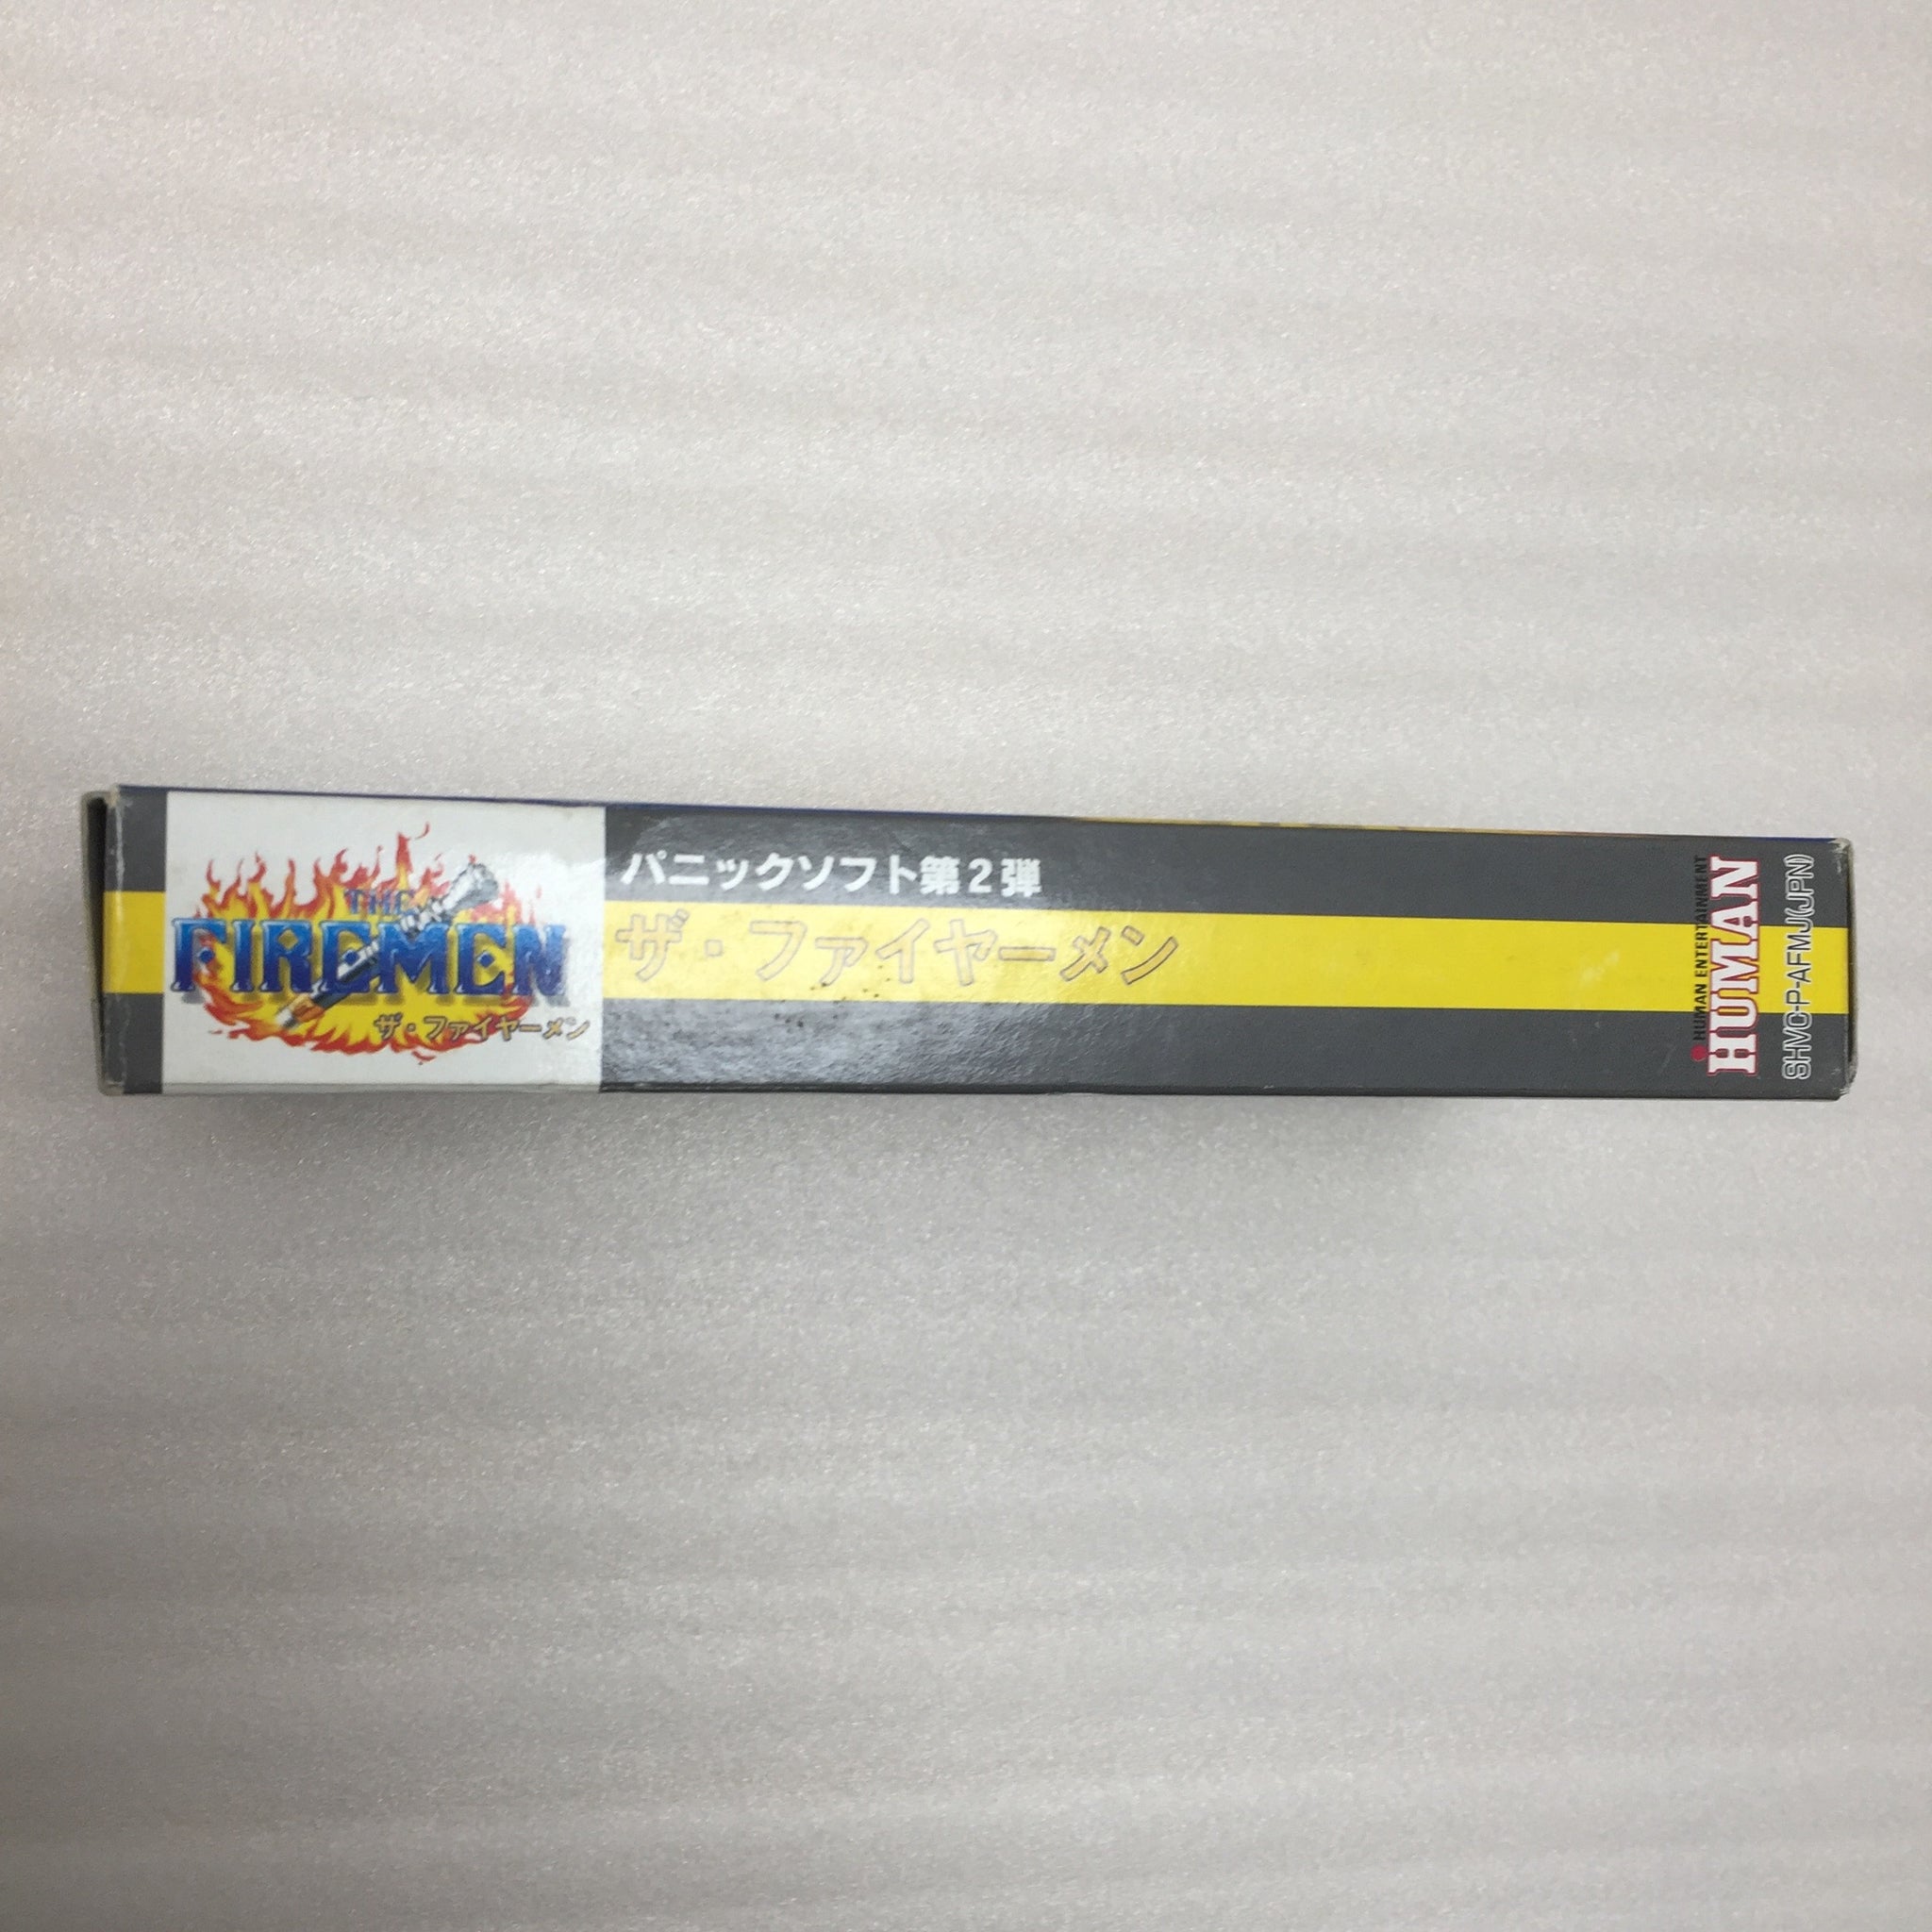 THE
FIREMEN
ザ・ファイヤーメン
パニックソフト第2弾
ザ・ファイヤーメン
HUMAN ENTERTAINMENT
HUMAN
SHVC-P-AFMJ(JPN)